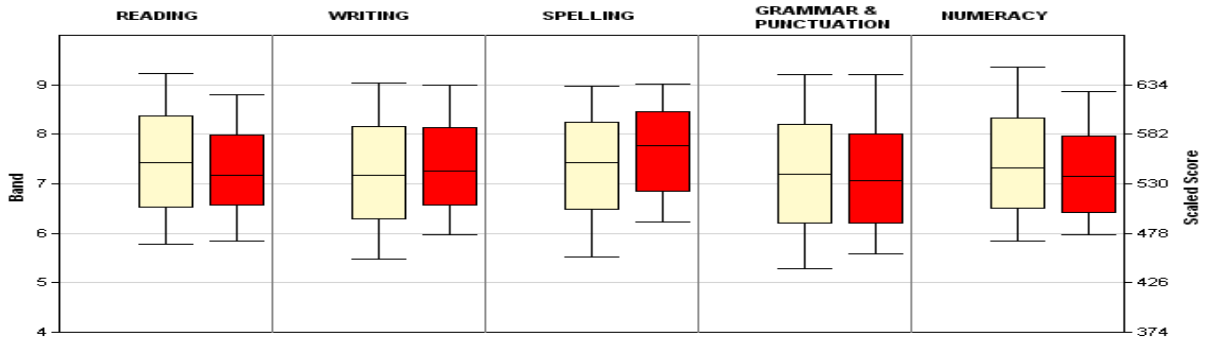 READING
WRITING
SPELLING
GRAMMAR &
PUNCTUATION
NUMERACY
Band
9
8
7
6
5
4
634
582
530
478
426
374
Scaled Score